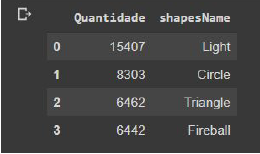 Quantidade shapesName
0 15407 Light
1 8303 Circle
2 6462 Triangle
3 6442 Fireball